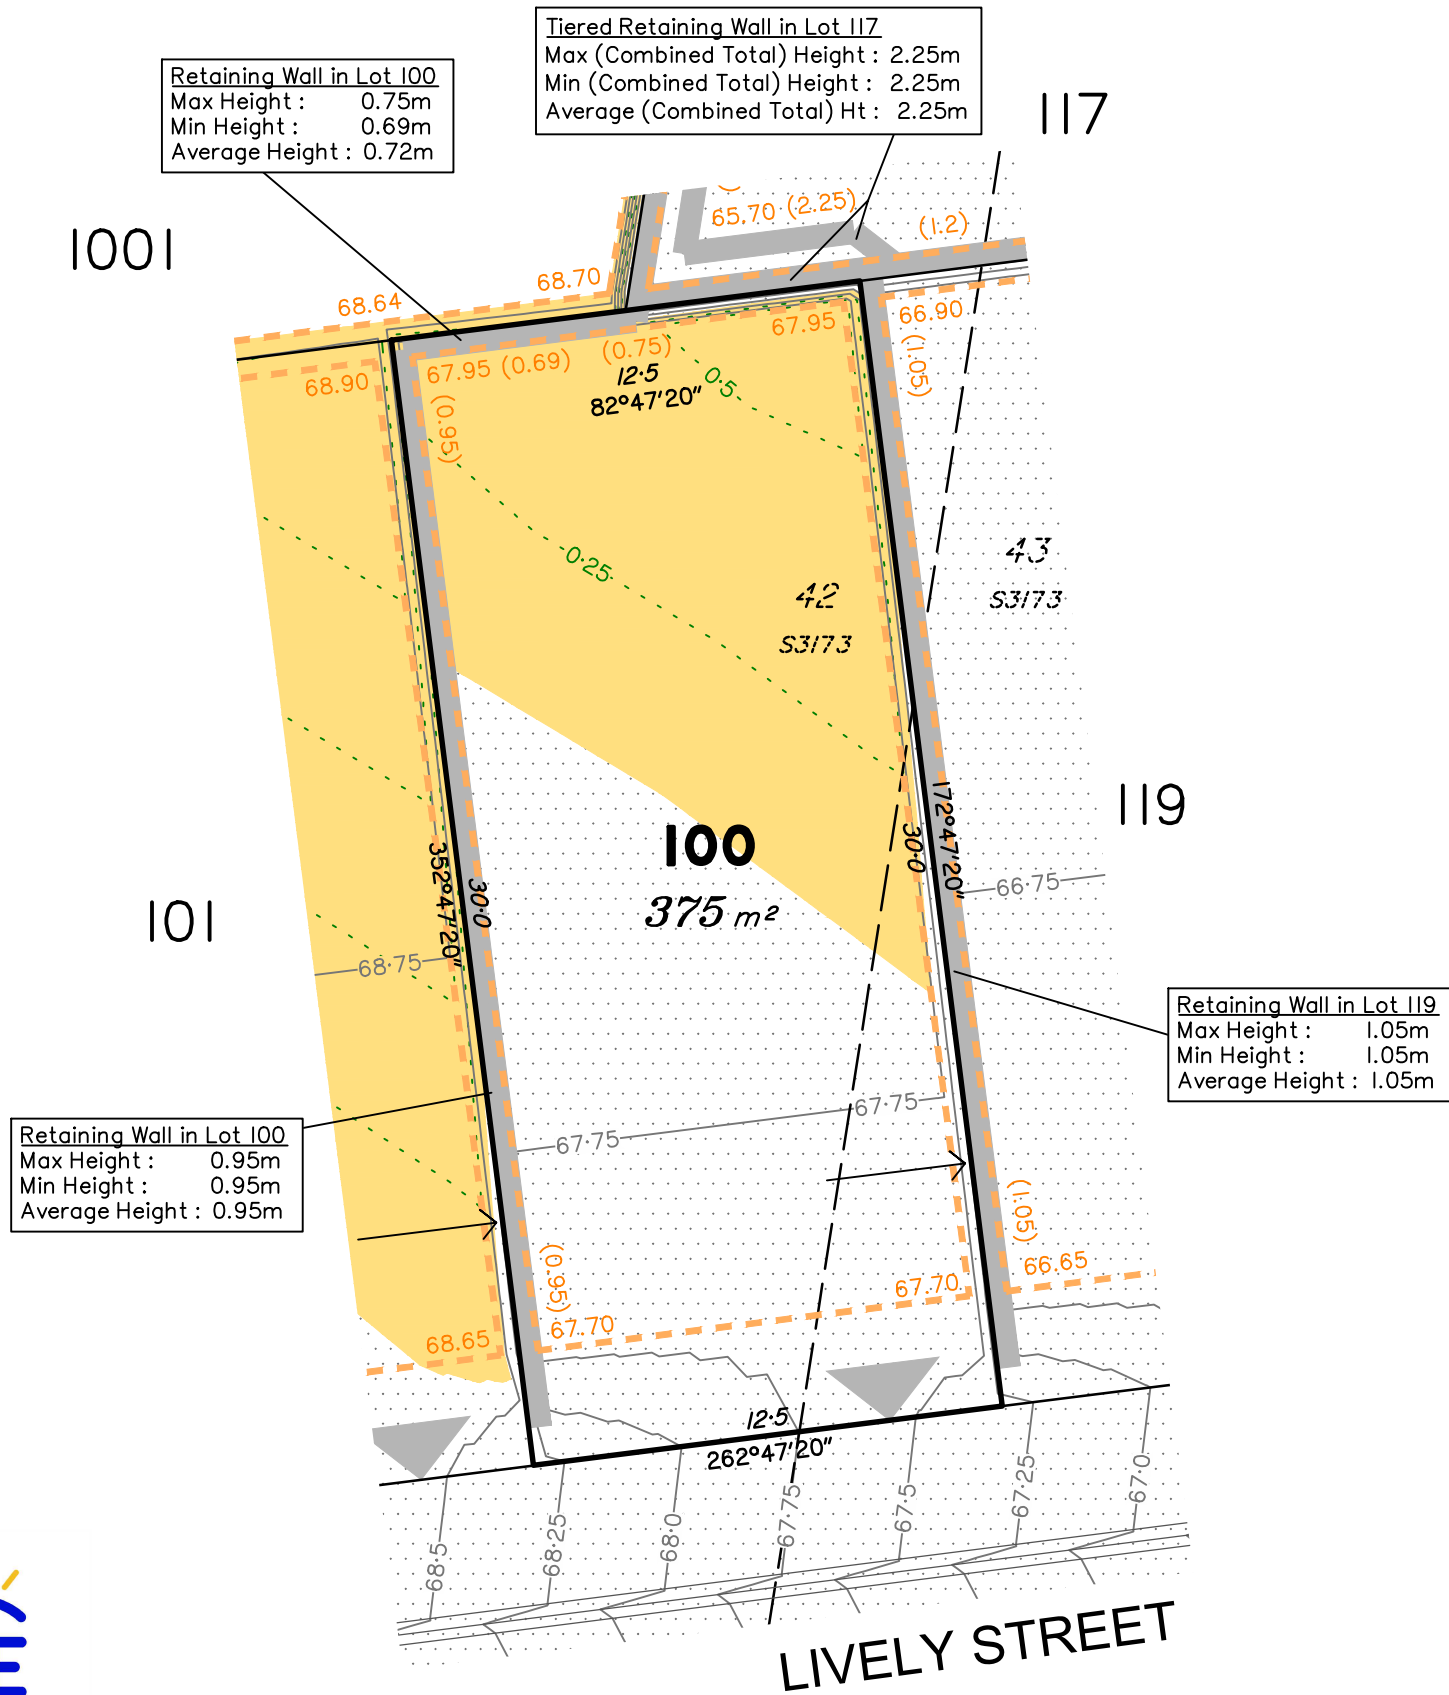 Tiered Retaining Wall in Lot 117
Max (Combined Total) Height : 2.25m
Min (Combined Total) Height : 2.25m
Average (Combined Total) Ht : 2.25m
Retaining Wall in Lot 100
Max Height : 0.75m
Min Height : 0.69m
Average Height : 0.72m
117
1001
65.70 (2.25)
(1.2)
68.70
68.64
67.95
66.90
(1.05)
68.90
67.95 (0.69)
(0.75)
12·5
82°47'20"
0·5
(0.95)
0·25
42
S3173
43
S3173
100
375 m²
119
101
172°47'20"
30·0
352°47'20"
30·0
66·75
68·75
Retaining Wall in Lot 119
Max Height : 1.05m
Min Height : 1.05m
Average Height : 1.05m
67·75
67·75
Retaining Wall in Lot 100
Max Height : 0.95m
Min Height : 0.95m
Average Height : 0.95m
(1.05)
66.65
(0.95)
67.70
67.70
68.65
12·5
262°47'20"
68·5
68·25
68·0
67·75
67·5
67·25
67·0
LIVELY STREET